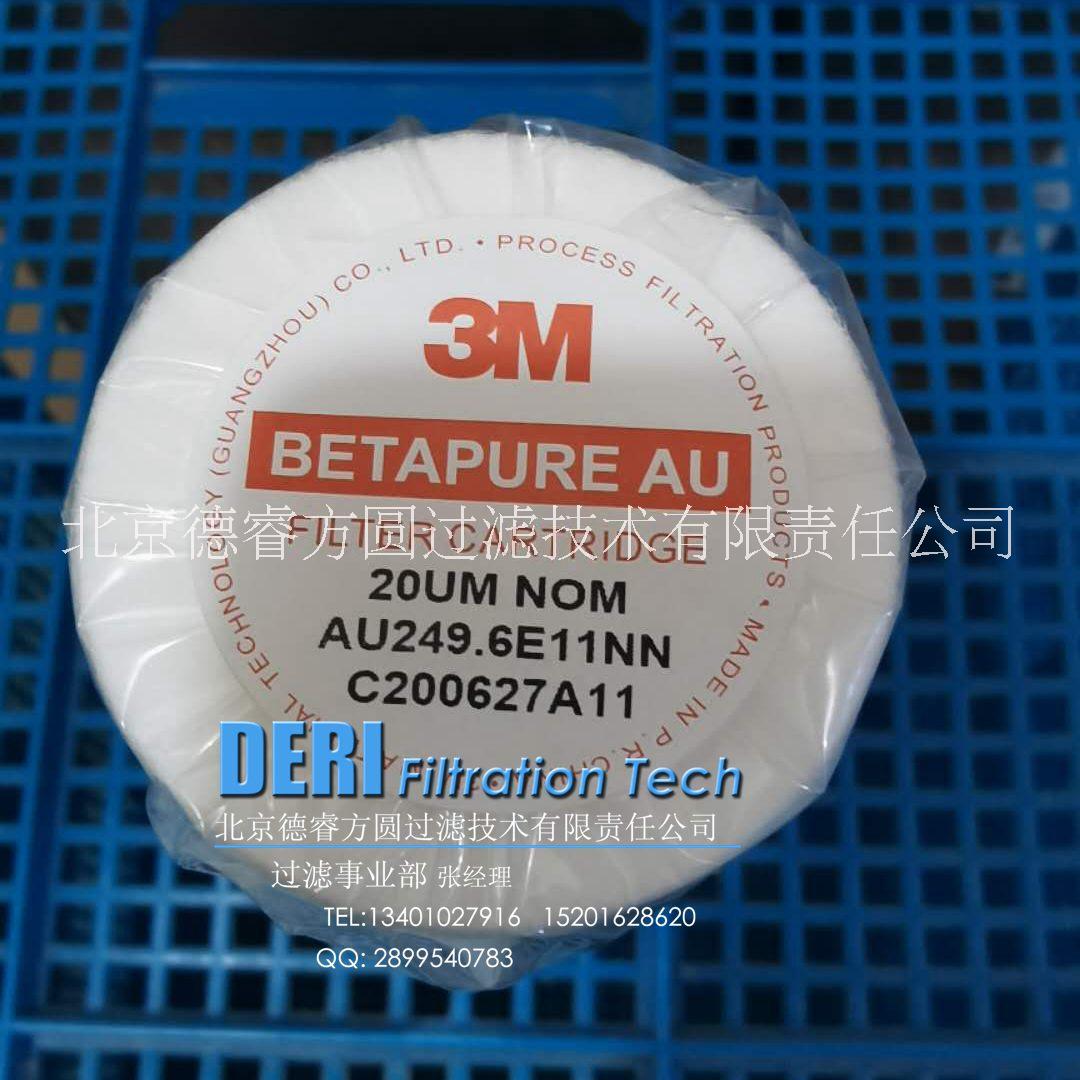 TECHNOLOGY (GUANGZHOU) CO., LTD. • PROCESS FILTRATION PRODUCTS • MADE IN P.R.
3M
BETAPURE AU
FILTER CARTRIDGE
北京德睿方圆过滤技术有限责任公司
20UM NOM
AU249.6E11NN
C200627A11
DERI Filtration Tech
北京德睿方圆过滤技术有限责任公司
过滤事业部 张经理
TEL:13401027916 15201628620
QQ: 2899540783